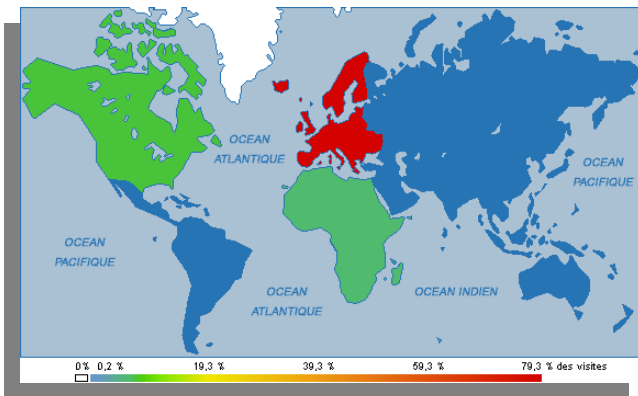 OCEAN
ATLANTIQUE
OCEAN
PACIFIQUE
OCEAN
PACIFIQUE
OCEAN
ATLANTIQUE
OCEAN INDIEN
0 % 0,2 % 19,3 % 39,3 % 59,3 % 79,3 % des visites